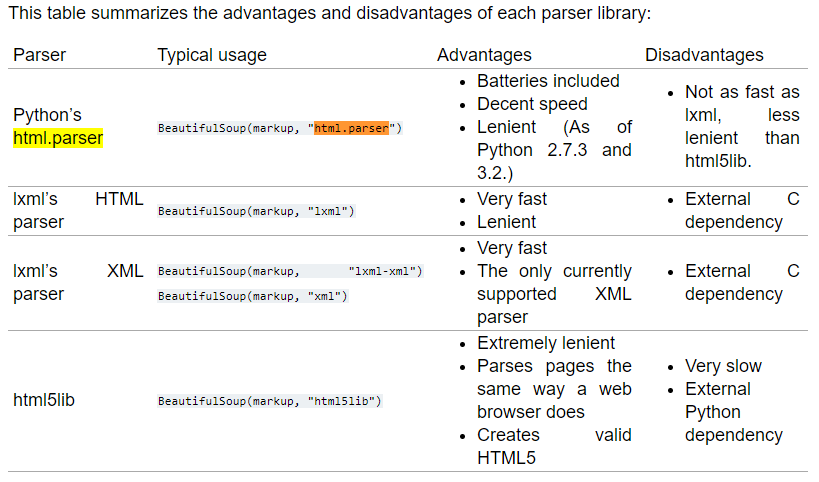 This table summarizes the advantages and disadvantages of each parser library:
Parser Typical usage Advantages Disadvantages
Python's
html.parser
BeautifulSoup(markup, "html.parser")
Batteries included
Decent speed
Lenient (As of
Python 2.7.3 and
3.2.)
Not as fast as
lxml, less
lenient than
html5lib.
lxml's HTML
parser
BeautifulSoup(markup, "lxml")
Very fast
Lenient
External C
dependency
lxml's XML
parser
BeautifulSoup(markup, "lxml-xml")
BeautifulSoup(markup, "xml")
Very fast
The only currently
supported XML
parser
External C
dependency
html5lib
BeautifulSoup(markup, "html5lib")
Extremely lenient
Parses pages the
same way a web
browser does
Creates valid
HTML5
Very slow
External
Python
dependency